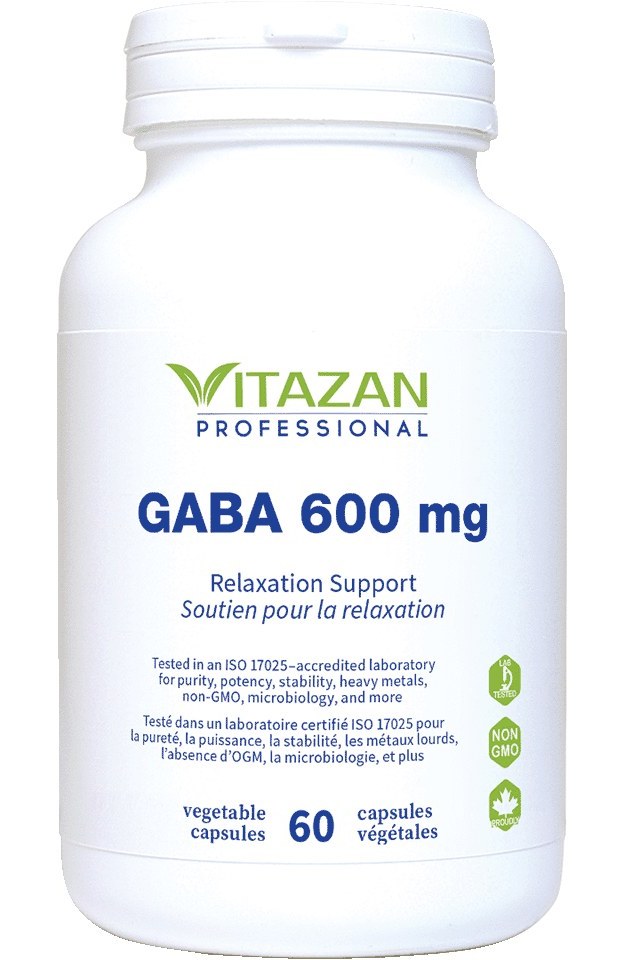 VITAZAN
PROFESSIONAL
GABA 600 mg
Relaxation Support
Soutien pour la relaxation
Tested in an ISO 17025–accredited laboratory
for purity, potency, stability, heavy metals,
non-GMO, microbiology, and more
Testé dans un laboratoire certifié ISO 17025 pour
la pureté, la puissance, la stabilité, les métaux lourds,
l'absence d'OGM, la microbiologie, et plus
LAB
TESTED
NON
GMO
PROUDLY
vegetable
capsules
60
capsules
végétales